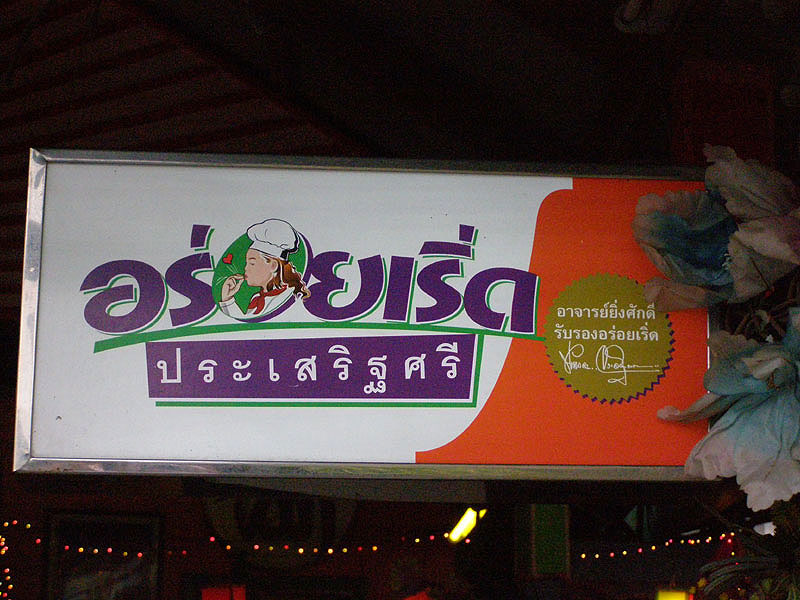 อร่อยเริ่ด
ประเสริฐศรี
อาจารย์ยิ่งศักดิ์
รับรองอร่อยเริ่ด